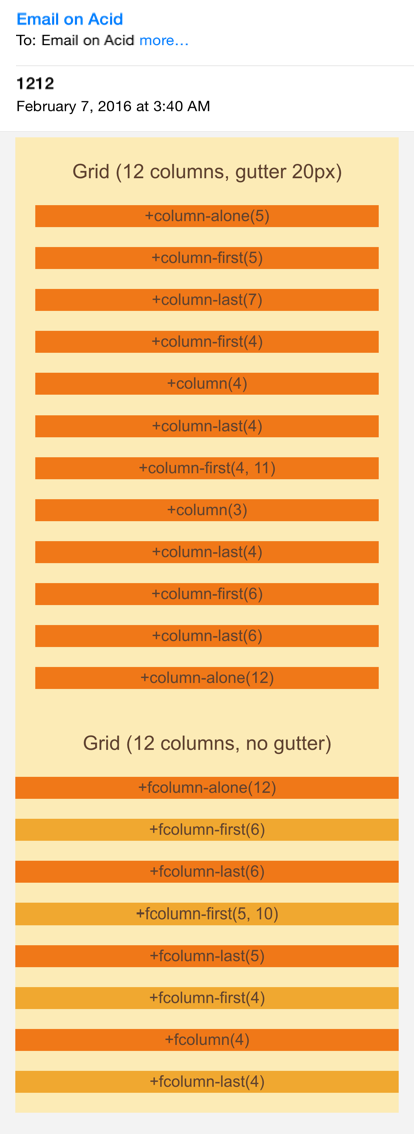 Email on Acid
To: Email on Acid more...
1212
February 7, 2016 at 3:40 AM
Grid (12 columns, gutter 20px)
+column-alone(5)
+column-first(5)
+column-last(7)
+column-first(4)
+column(4)
+column-last(4)
+column-first(4, 11)
+column(3)
+column-last(4)
+column-first(6)
+column-last(6)
+column-alone(12)
Grid (12 columns, no gutter)
+fcolumn-alone(12)
+fcolumn-first(6)
+fcolumn-last(6)
+fcolumn-first(5, 10)
+fcolumn-last(5)
+fcolumn-first(4)
+fcolumn(4)
+fcolumn-last(4)